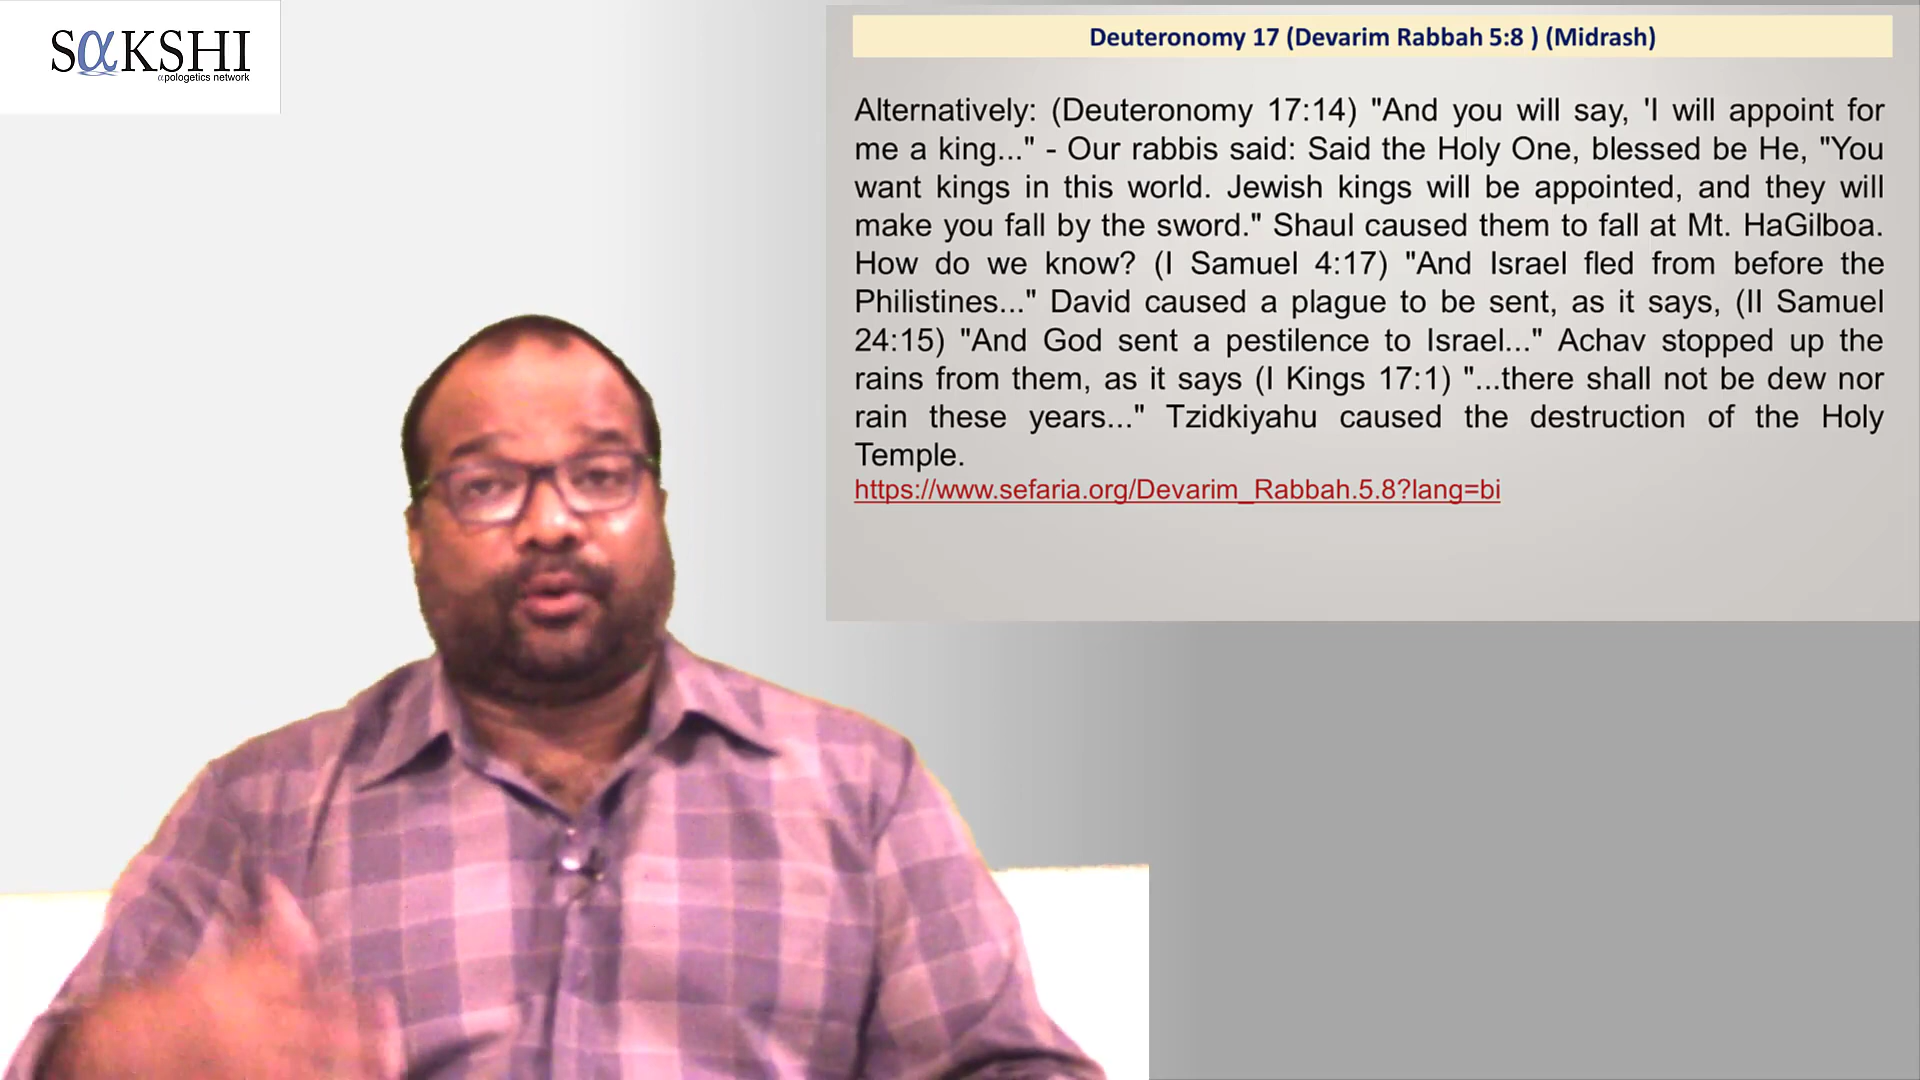 SαKSHI
αpologetics network
Deuteronomy 17 (Devarim Rabbah 5:8 ) (Midrash)
Alternatively: (Deuteronomy 17:14) "And you will say, 'I will appoint for
me a king..." - Our rabbis said: Said the Holy One, blessed be He, "You
want kings in this world. Jewish kings will be appointed, and they will
make you fall by the sword." Shaul caused them to fall at Mt. HaGilboa.
How do we know? (I Samuel 4:17) "And Israel fled from before the
Philistines..." David caused a plague to be sent, as it says, (II Samuel
24:15) "And God sent a pestilence to Israel..." Achav stopped up the
rains from them, as it says (I Kings 17:1) "...there shall not be dew nor
rain these years..." Tzidkiyahu caused the destruction of the Holy
Temple.
https://www.sefaria.org/Devarim_Rabbah.5.8?lang=bi